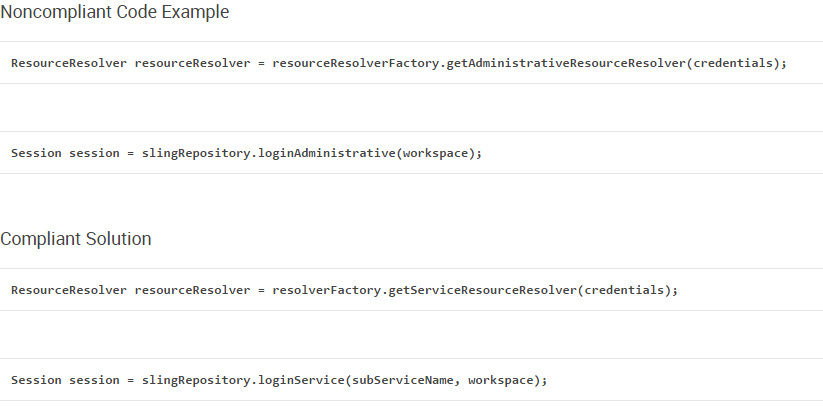 Noncompliant Code Example
ResourceResolver resourceResolver = resourceResolverFactory.getAdministrativeResourceResolver(credentials);
Session session = slingRepository.loginAdministrative(workspace);
Compliant Solution
ResourceResolver resourceResolver = resolverFactory.getServiceResourceResolver(credentials);
Session session = slingRepository.loginService(subServiceName, workspace);